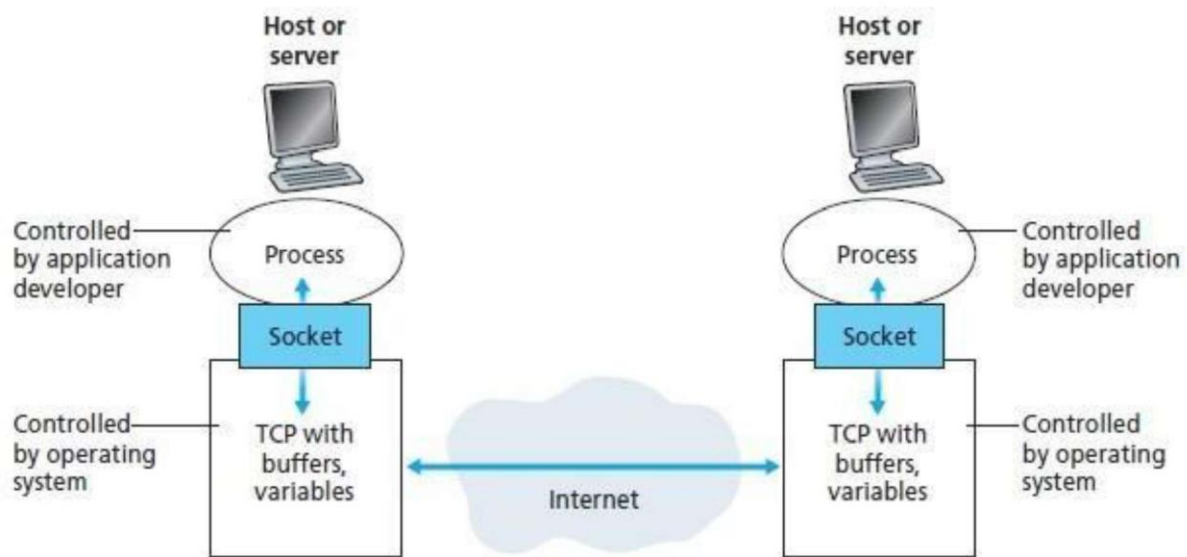 Host or
server
Host or
server
Controlled
by application
developer
Process
Process
Controlled
by application
developer
Socket
Socket
Controlled
by operating
system
TCP with
buffers,
variables
Internet
TCP with
buffers,
variables
Controlled
by operating
system